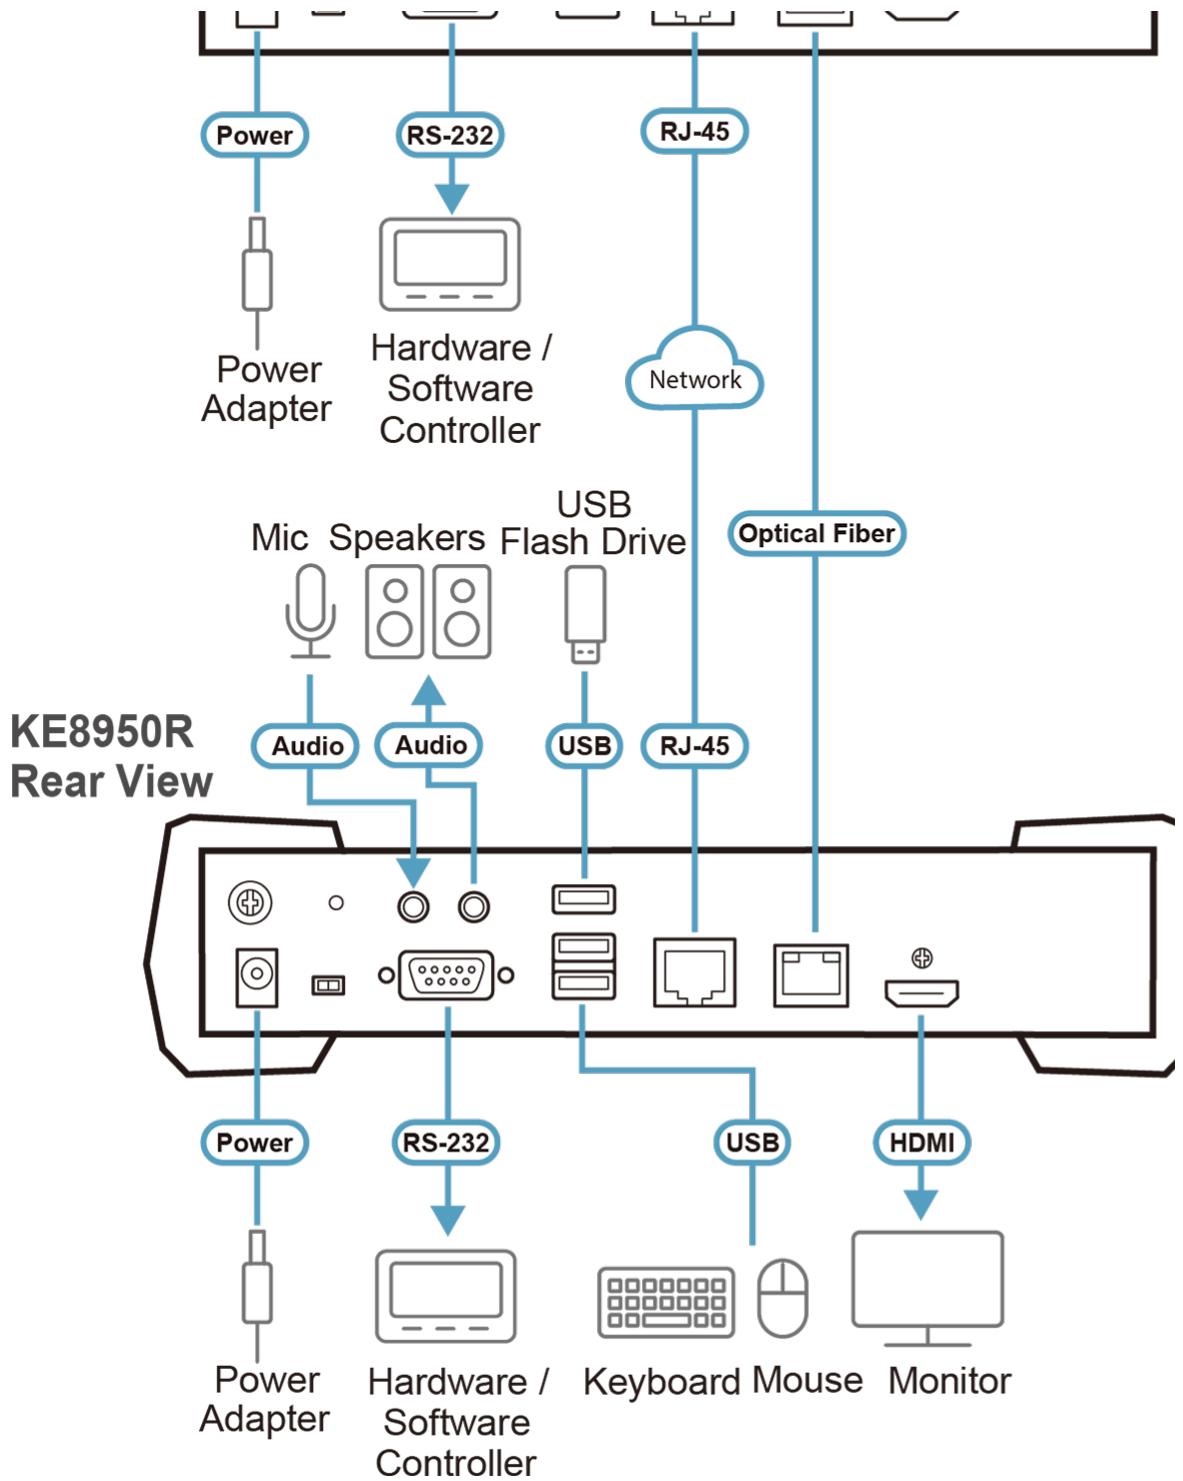 Power
RS-232
RJ-45
Power
Adapter
Hardware /
Software
Controller
Network
Optical Fiber
Mic
Speakers
USB
Flash Drive
KE8950R
Rear View
Audio
Audio
USB
RJ-45
Power
RS-232
USB
HDMI
Power
Adapter
Hardware /
Software
Controller
Keyboard
Mouse
Monitor